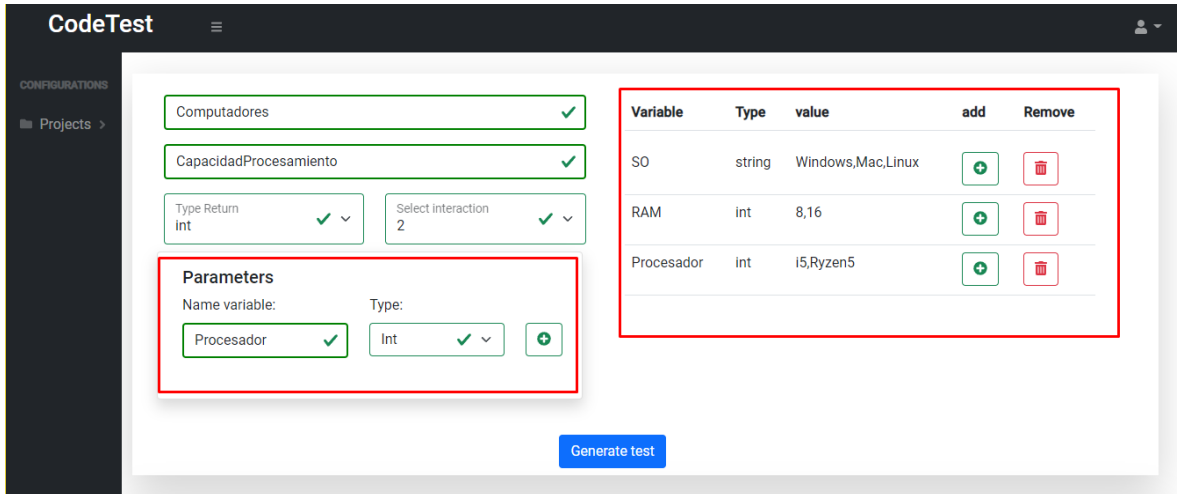 CodeTest
CONFIGURATIONS
Projects
Computadores
CapacidadProcesamiento
Type Return
int
Select interaction
2
Parameters
Name variable:
Type:
Procesador
Int
Variable Type value add Remove
SO string Windows,Mac,Linux
RAM int 8,16
Procesador int i5,Ryzen5
Generate test